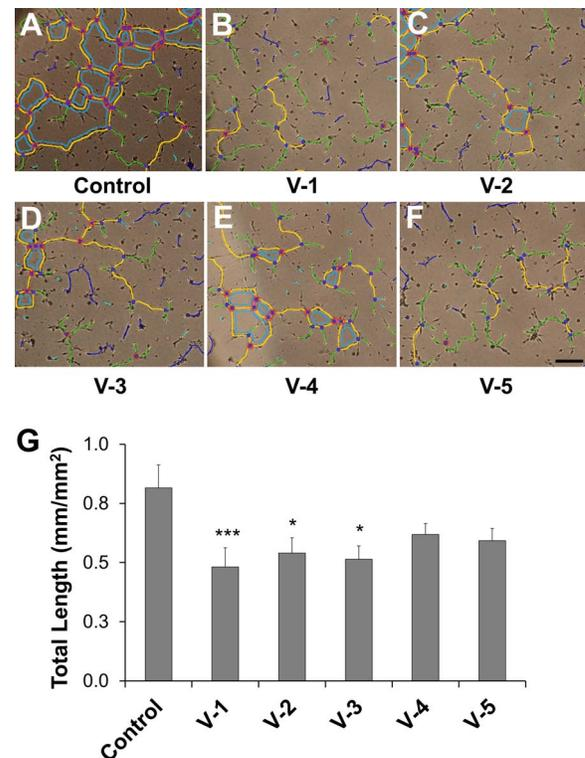 A B C
Control V-1 V-2
D E F
V-3 V-4 V-5
G
Total Length (mm/mm²)
1.0
0.8
0.5
0.3
0.0
*** * *
Control V-1 V-2 V-3 V-4 V-5